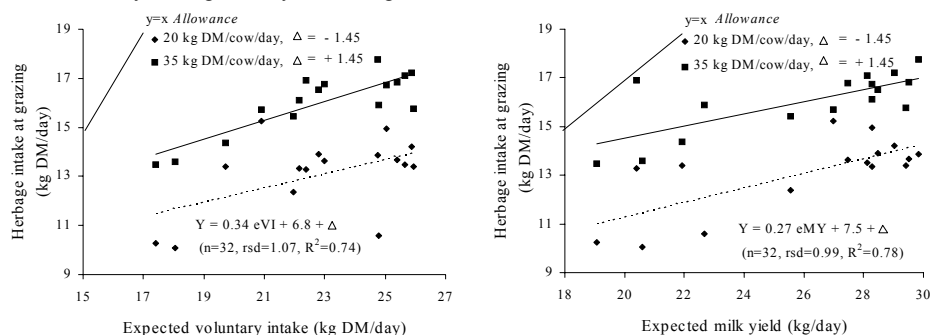 y=x Allowance
20 kg DM/cow/day, Δ = - 1.45
35 kg DM/cow/day, Δ = + 1.45
Herbage intake at grazing
(kg DM/day)
19
17
15
13
11
9
Y = 0.34 eVI + 6.8 + Δ
(n=32, rsd=1.07, R²=0.74)
15 17 19 21 23 25 27
Expected voluntary intake (kg DM/day)
y=x Allowance
20 kg DM/cow/day, Δ = - 1.45
35 kg DM/cow/day, Δ = + 1.45
Herbage intake at grazing
(kg DM/day)
19
17
15
13
11
9
Y = 0.27 eMY + 7.5 + Δ
(n=32, rsd=0.99, R²=0.78)
18 20 22 24 26 28 30
Expected milk yield (kg/day)